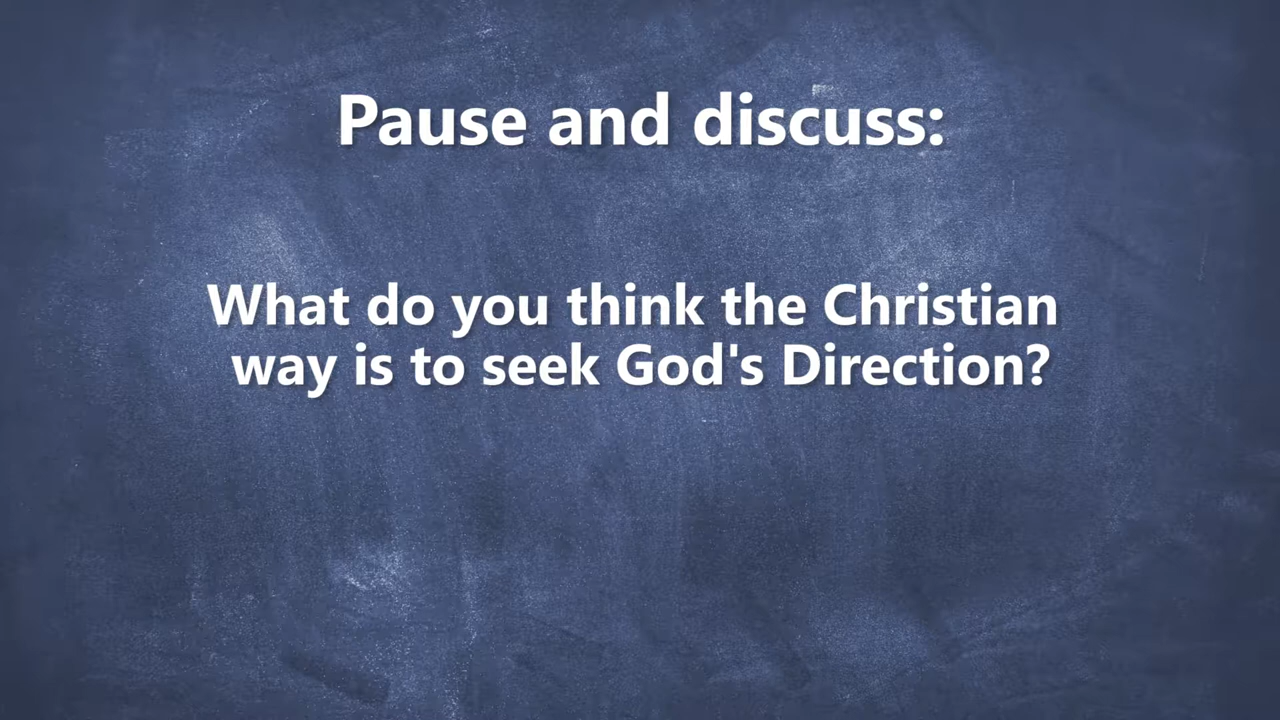 Pause and discuss:
What do you think the Christian
way is to seek God's Direction?